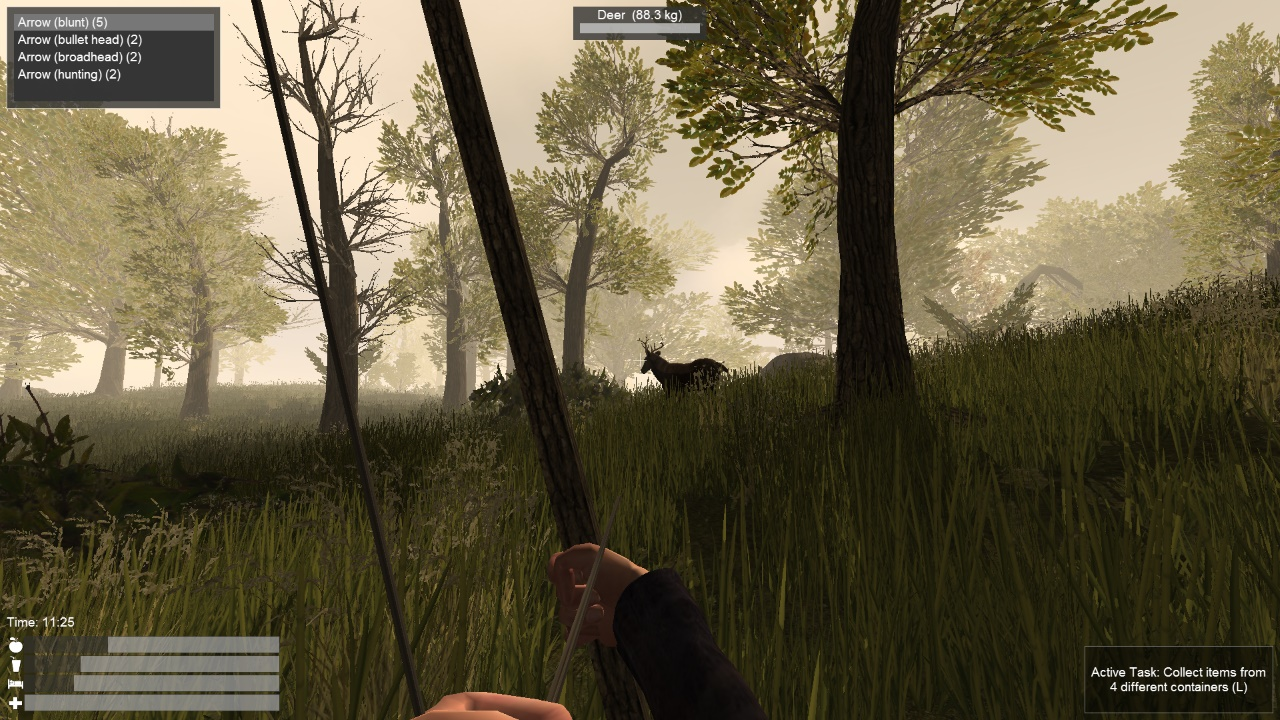 Arrow (blunt) (5)
Arrow (bullet head) (2)
Arrow (broadhead) (2)
Arrow (hunting) (2)
Deer (88.3 kg)
Time: 11:25
Active Task: Collect items from
4 different containers (L)